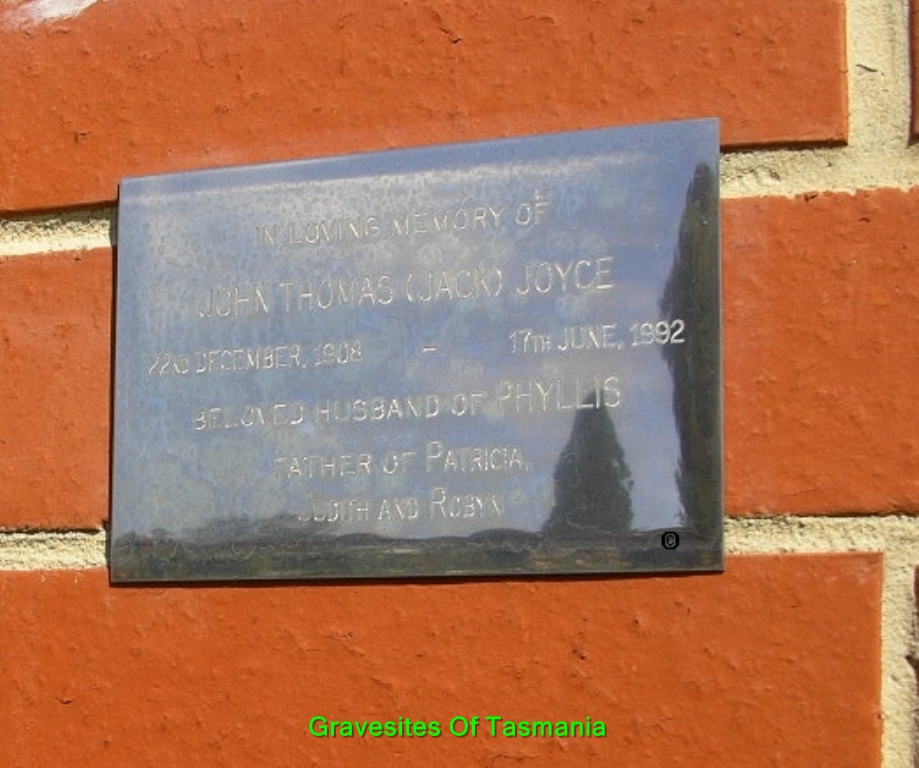 IN LOVING MEMORY OF
JOHN THOMAS (JACK) JOYCE
22ND DECEMBER, 1908 - 17TH JUNE, 1992
BELOVED HUSBAND OF PHYLLIS
FATHER OF PATRICIA,
JUDITH AND ROBYN
©
Gravesites Of Tasmania